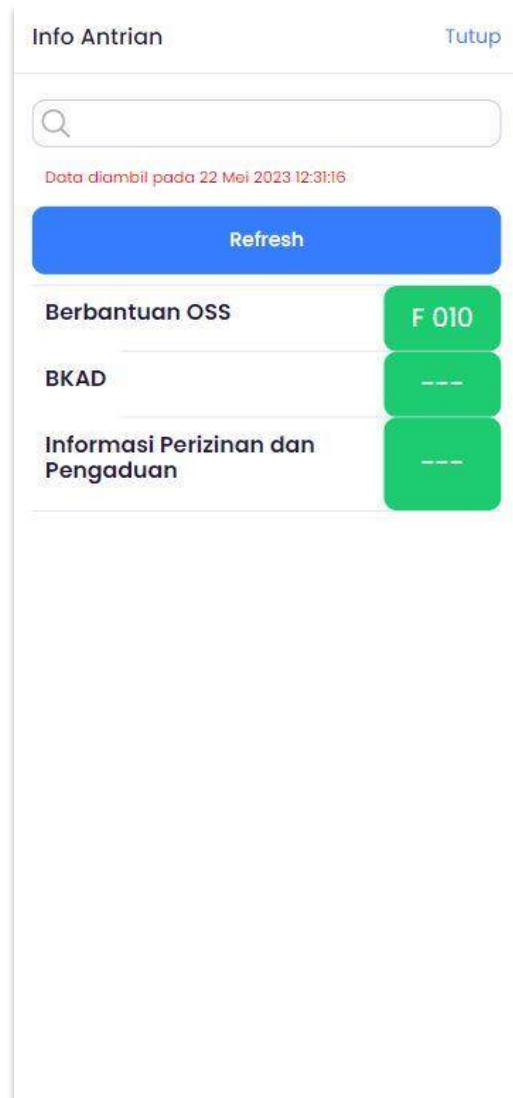 Info Antrian Tutup
Data diambil pada 22 Mei 2023 12:31:16
Refresh
Berbantuan OSS F 010
BKAD ---
Informasi Perizinan dan
Pengaduan ---